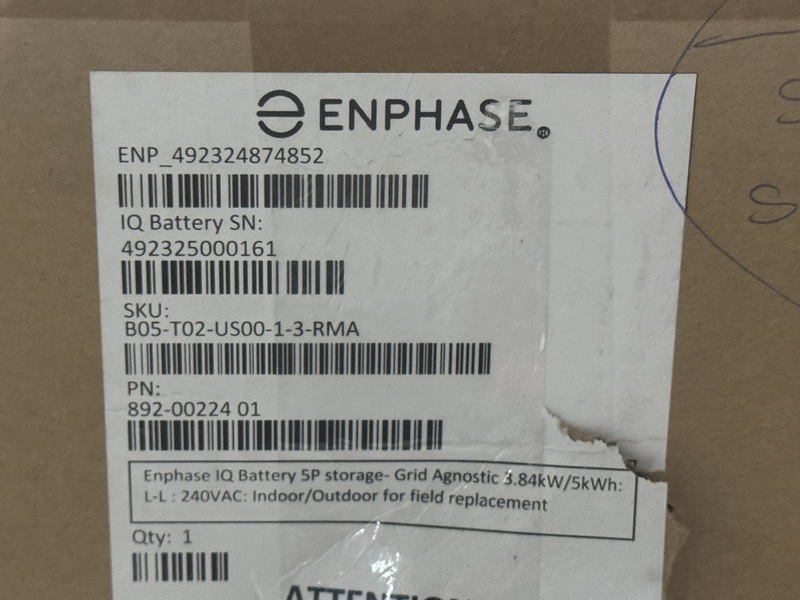 ENPHASE®
ENP_492324874852
IQ Battery SN:
492325000161
SKU:
B05-T02-US00-1-3-RMA
PN:
892-00224 01
Enphase IQ Battery 5P storage- Grid Agnostic 3.84kW/5kWh:
L-L : 240VAC: Indoor/Outdoor for field replacement
Qty: 1